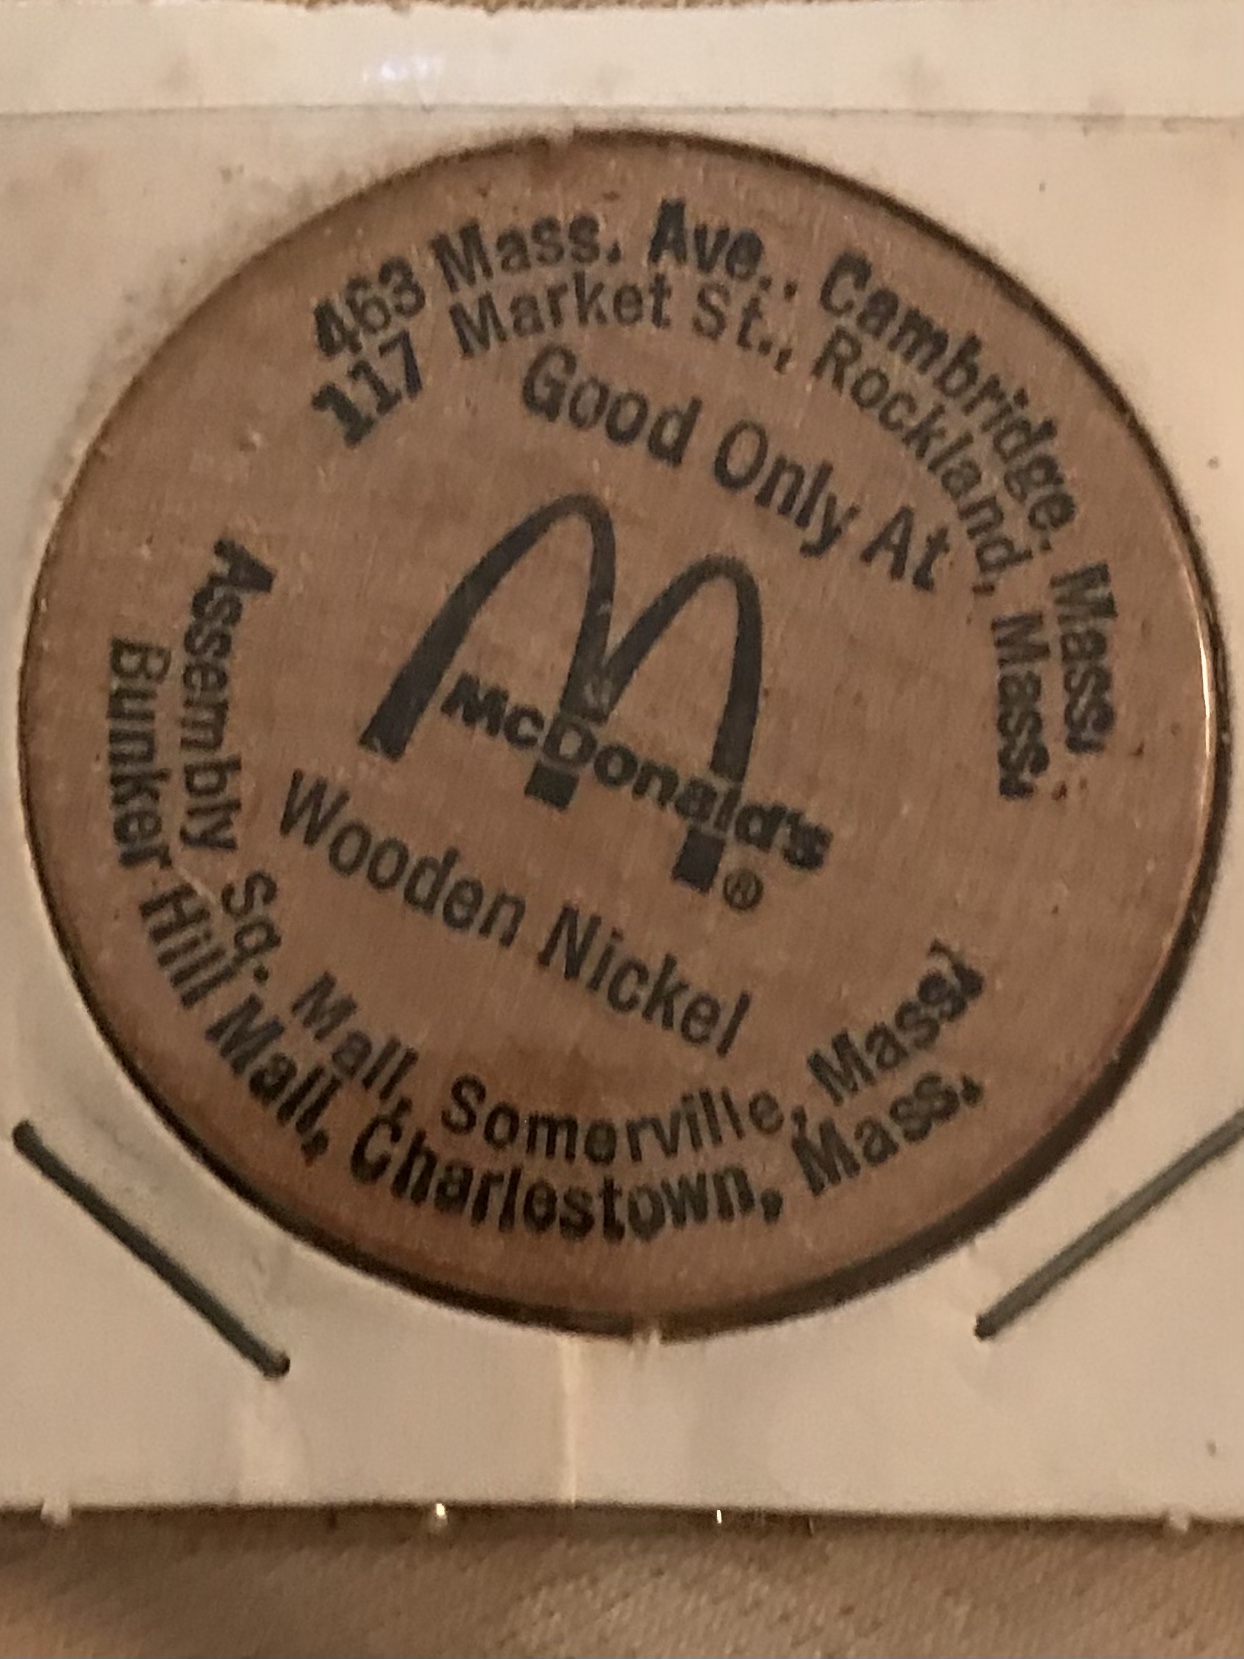 463 Mass. Ave., Cambridge, Mass.
117 Market St., Rockland, Mass.
Good Only At
McDonald's ®
Wooden Nickel
Assembly Sq. Mall, Somerville, Mass.
Bunker Hill Mall, Charlestown, Mass.